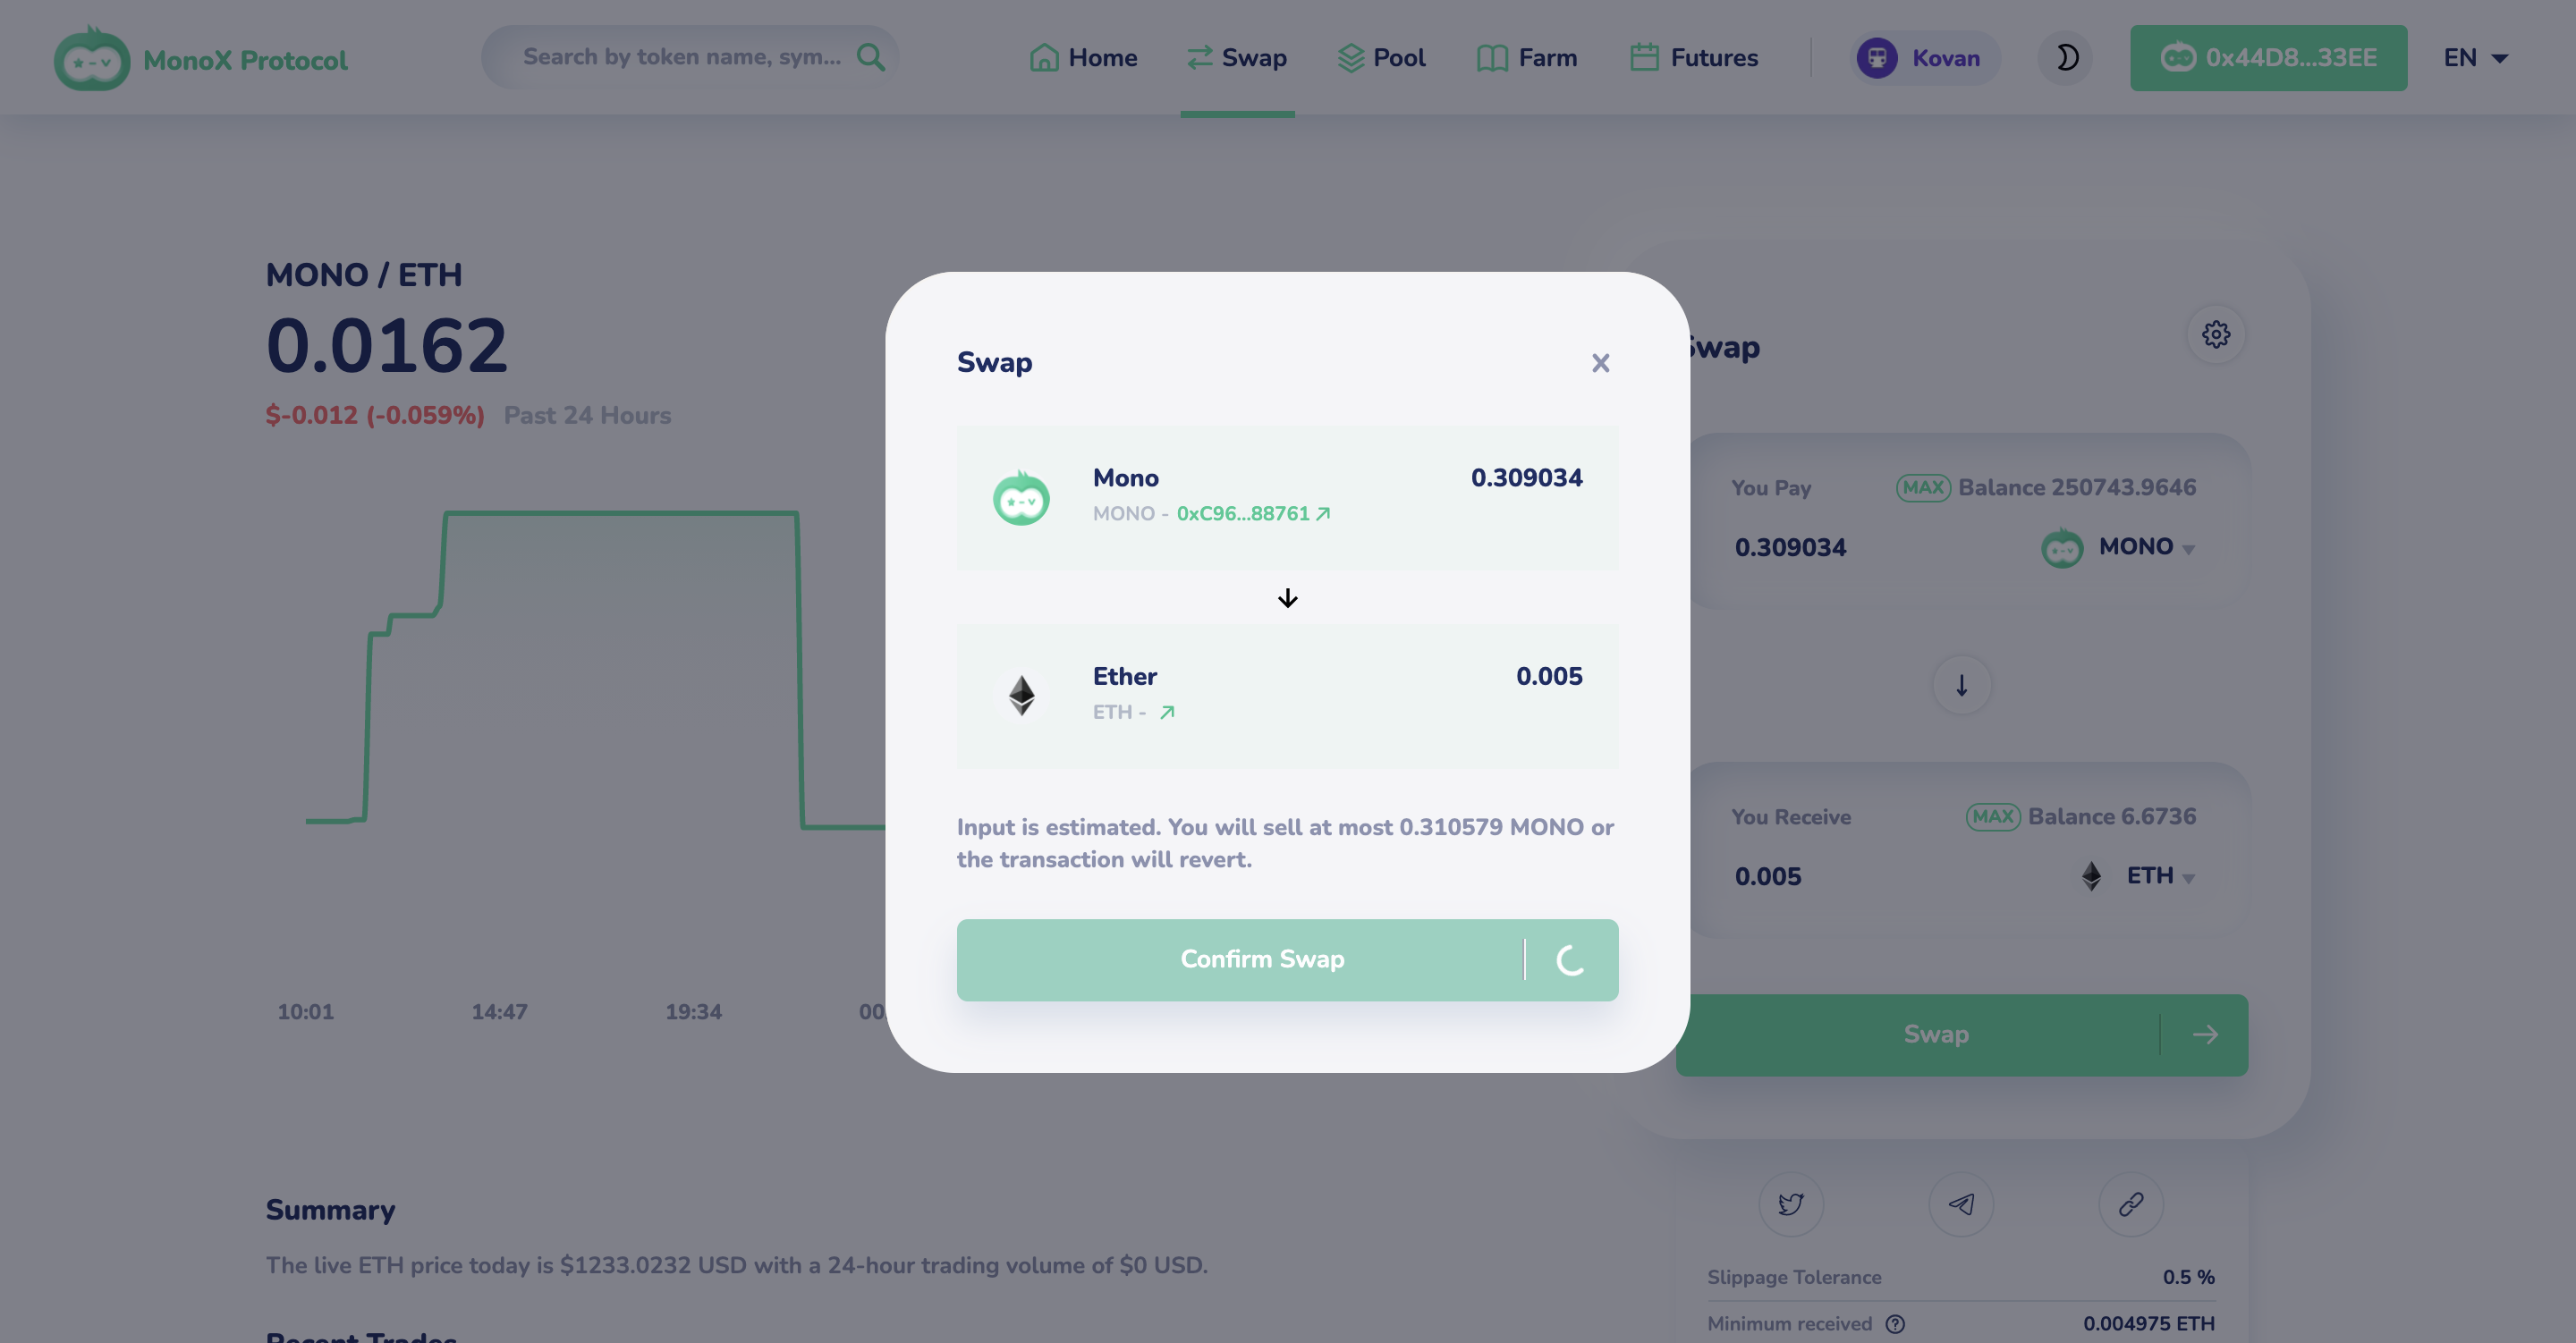 MonoX Protocol
Search by token name, sym...
Home
Swap
Pool
Farm
Futures
Kovan
0x44D8...33EE
EN
MONO / ETH
0.0162
$-0.012 (-0.059%) Past 24 Hours
10:01
14:47
19:34
00
Swap
Mono
0.309034
MONO - 0xC96...88761
Ether
0.005
ETH -
Input is estimated. You will sell at most 0.310579 MONO or
the transaction will revert.
Confirm Swap
Swap
You Pay
MAX Balance 250743.9646
0.309034
MONO
You Receive
MAX Balance 6.6736
0.005
ETH
Swap
Slippage Tolerance
0.5 %
Minimum received
0.004975 ETH
Summary
The live ETH price today is $1233.0232 USD with a 24-hour trading volume of $0 USD.
Recent Trades